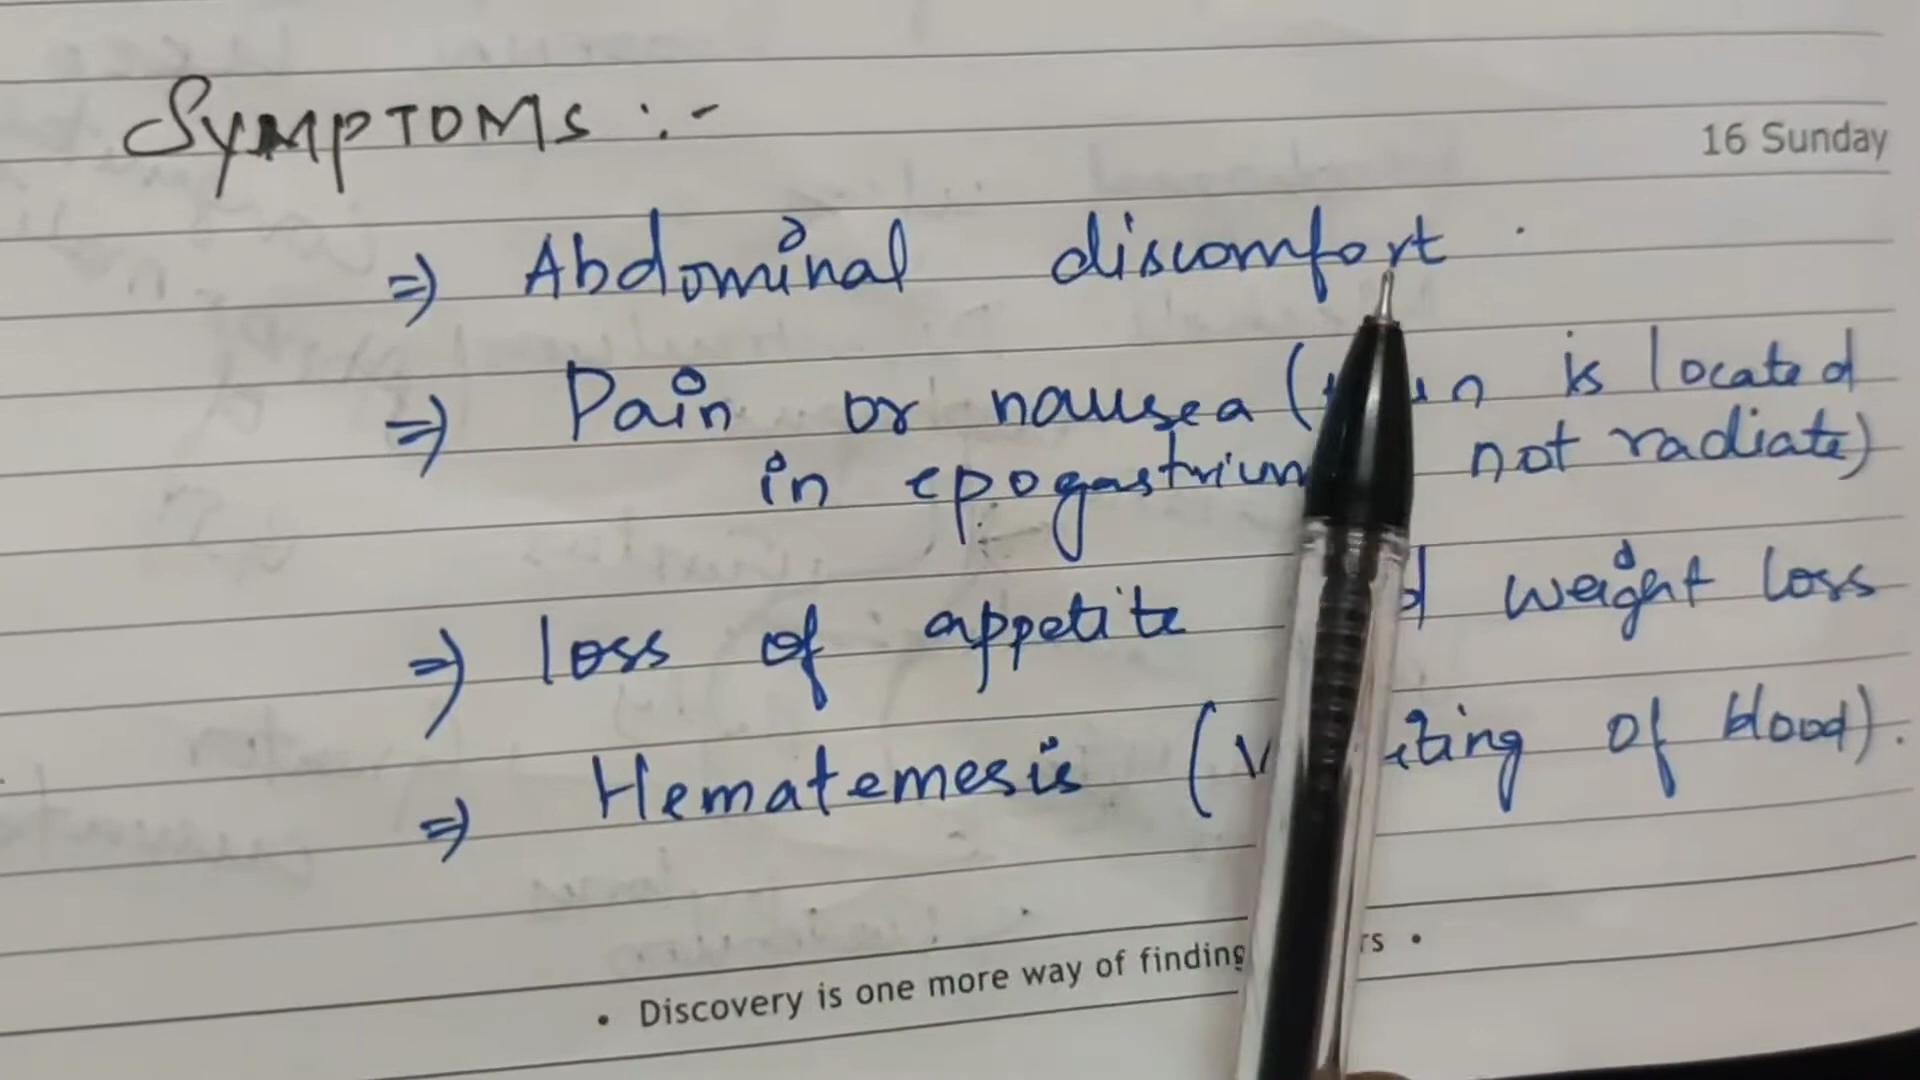 Symptoms :-
16 Sunday
⇒ Abdominal discomfort .
⇒ Pain or nausea ( is located
in epogastrium not radiate)
⇒ loss of appetite weight loss
⇒ Hematemesis ( of blood).
• Discovery is one more way of finding •